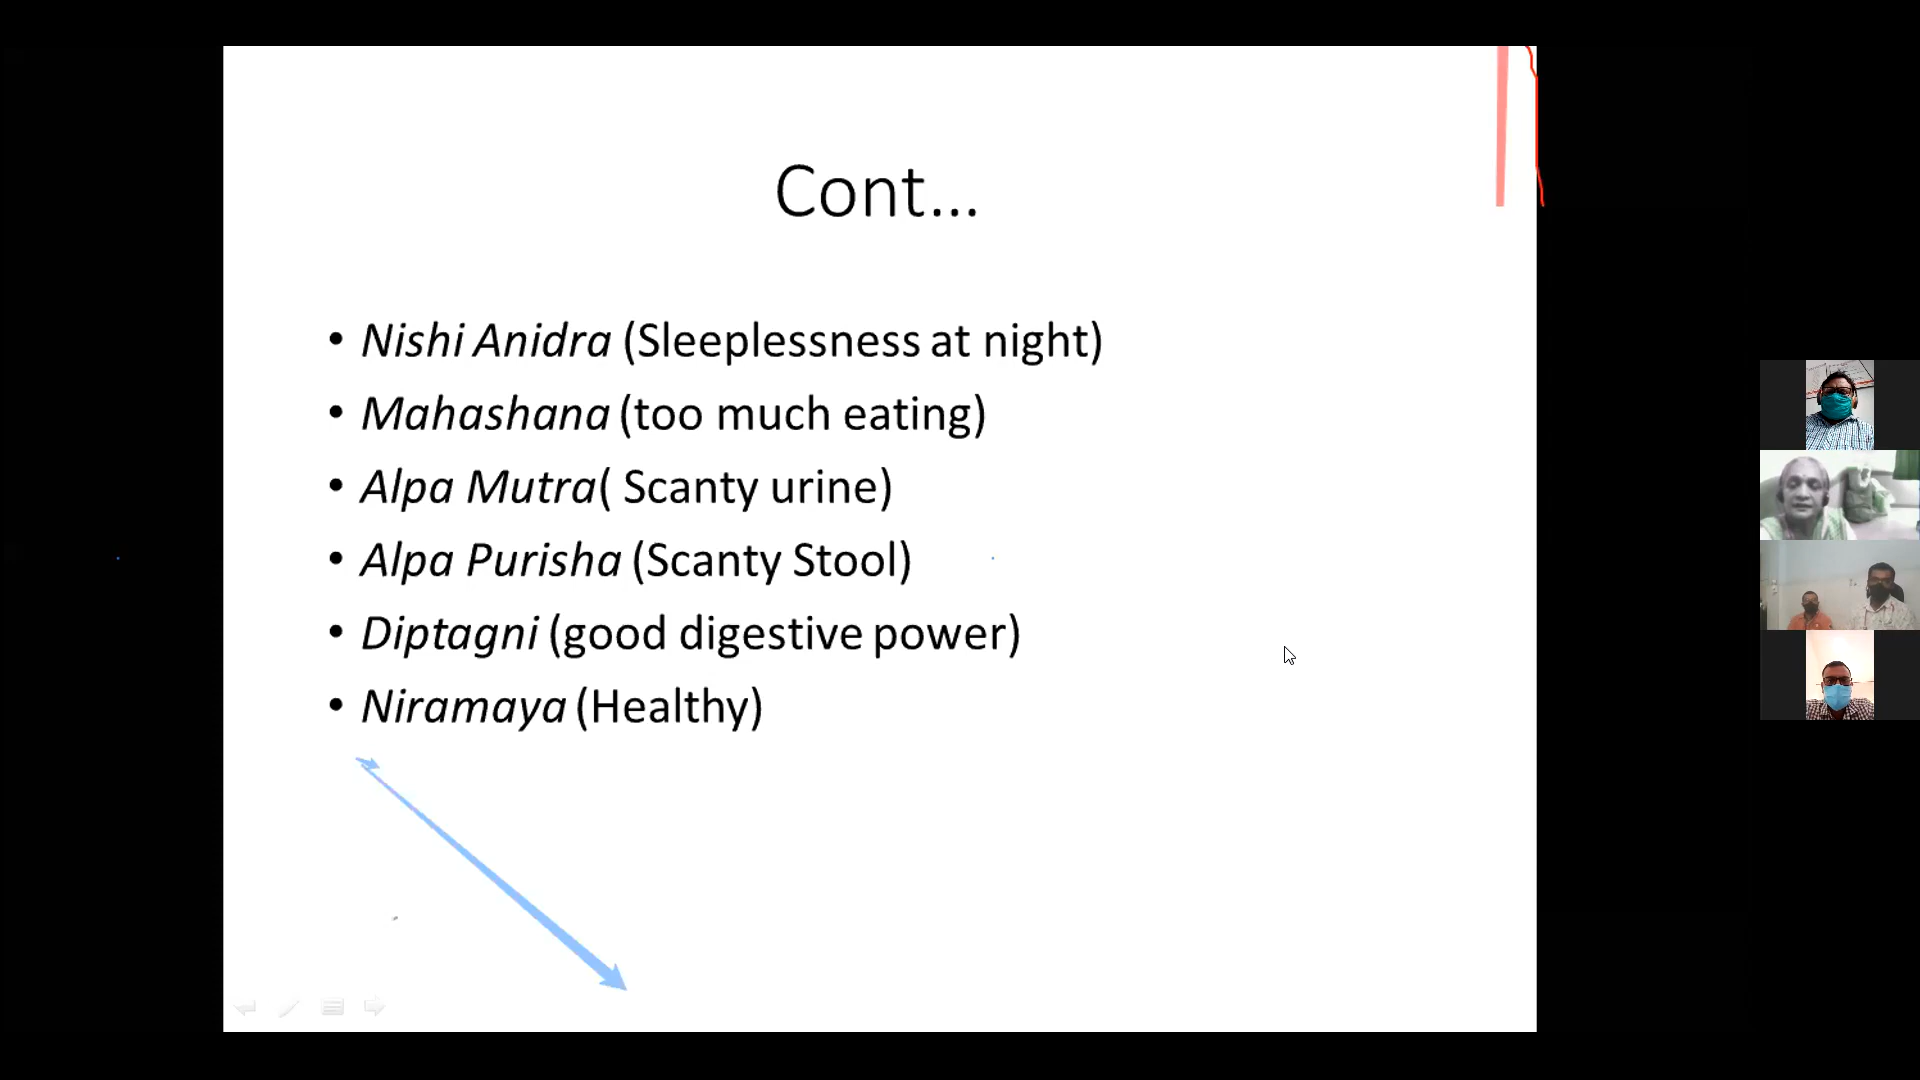 Cont...
• Nishi Anidra (Sleeplessness at night)
• Mahashana (too much eating)
• Alpa Mutra( Scanty urine)
• Alpa Purisha (Scanty Stool)
• Diptagni (good digestive power)
• Niramaya (Healthy)